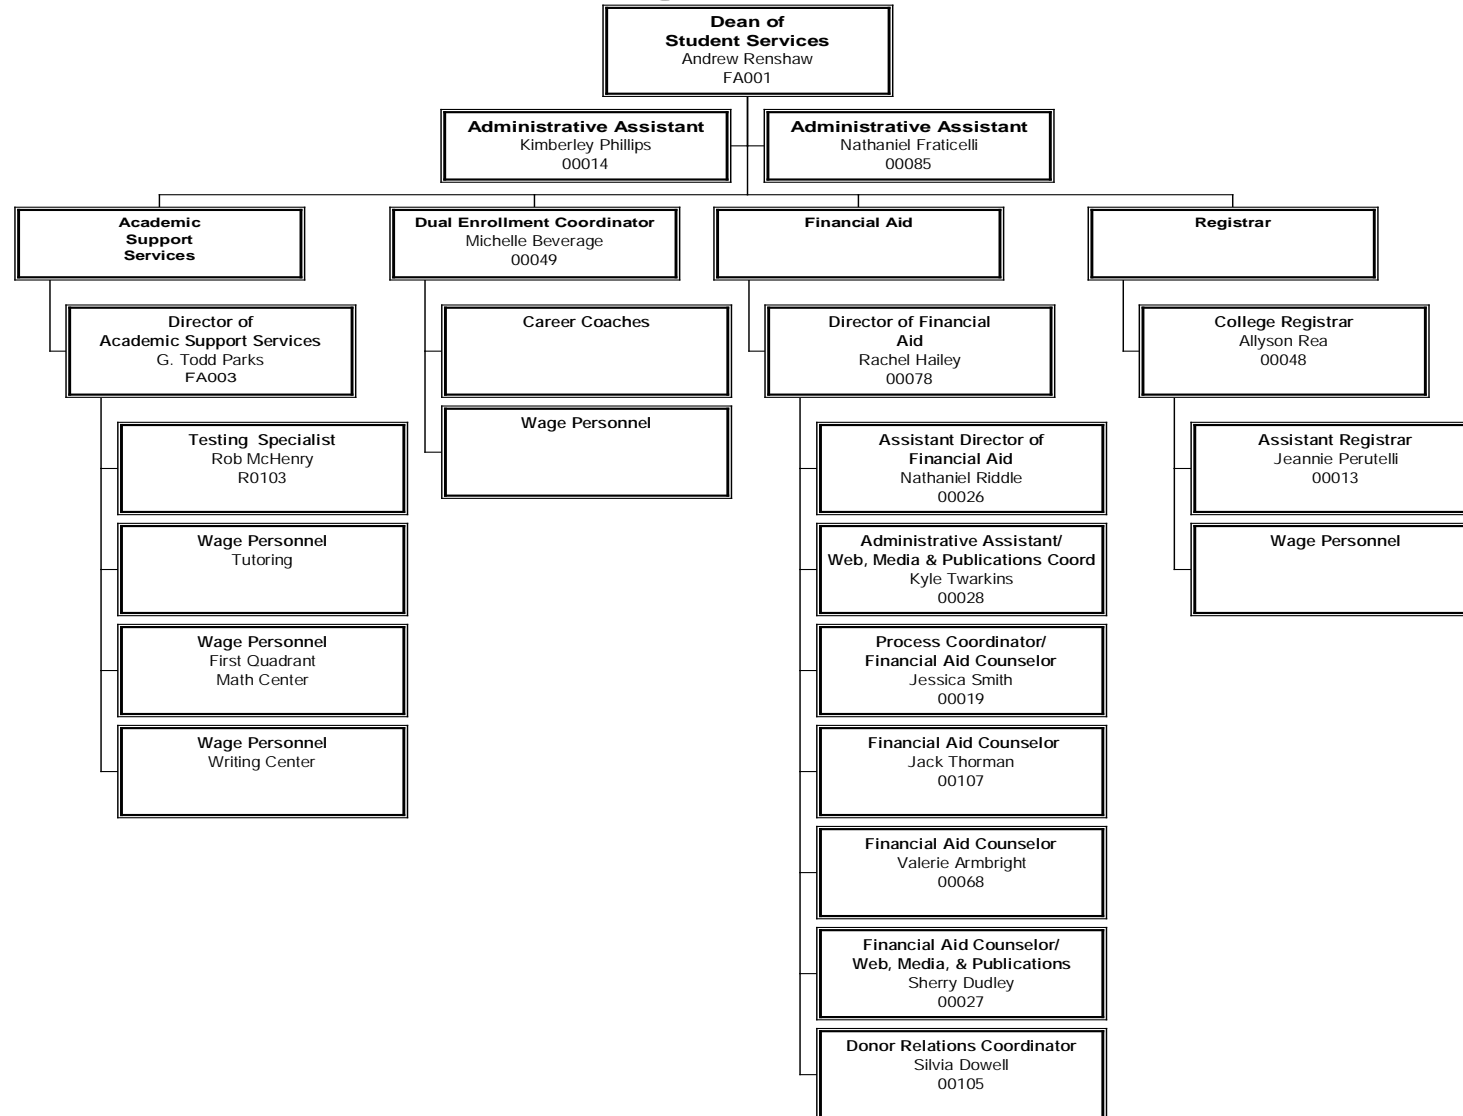 Dean of
Student Services
Andrew Renshaw
FA001
Administrative Assistant
Kimberley Phillips
00014
Administrative Assistant
Nathaniel Fraticelli
00085
Academic
Support
Services
Dual Enrollment Coordinator
Michelle Beverage
00049
Financial Aid
Registrar
Director of
Academic Support Services
G. Todd Parks
FA003
Testing Specialist
Rob McHenry
R0103
Wage Personnel
Tutoring
Wage Personnel
First Quadrant
Math Center
Wage Personnel
Writing Center
Career Coaches
Wage Personnel
Director of Financial
Aid
Rachel Hailey
00078
Assistant Director of
Financial Aid
Nathaniel Riddle
00026
Administrative Assistant/
Web, Media & Publications Coord
Kyle Twarkins
00028
Process Coordinator/
Financial Aid Counselor
Jessica Smith
00019
Financial Aid Counselor
Jack Thorman
00107
Financial Aid Counselor
Valerie Armbright
00068
Financial Aid Counselor/
Web, Media, & Publications
Sherry Dudley
00027
Donor Relations Coordinator
Silvia Dowell
00105
College Registrar
Allyson Rea
00048
Assistant Registrar
Jeannie Perutelli
00013
Wage Personnel